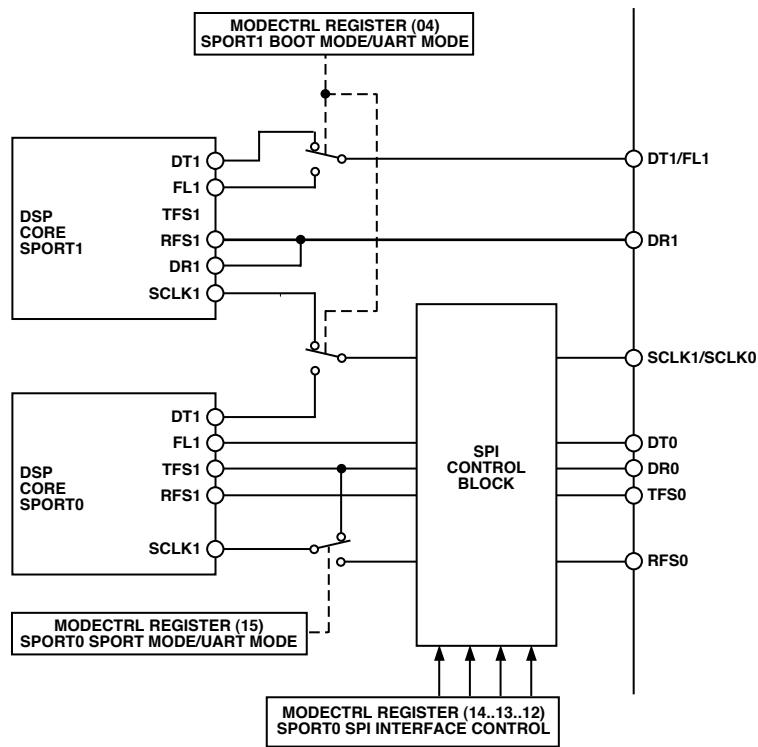 MODECTRL REGISTER (04)
SPORT1 BOOT MODE/UART MODE
DSP
CORE
SPORT1
DT1
FL1
TFS1
RFS1
DR1
SCLK1
DT1/FL1
DR1
DSP
CORE
SPORT0
DT1
FL1
TFS1
RFS1
SCLK1
SPI
CONTROL
BLOCK
SCLK1/SCLK0
DT0
DR0
TFS0
RFS0
MODECTRL REGISTER (15)
SPORT0 SPORT MODE/UART MODE
MODECTRL REGISTER (14..13..12)
SPORT0 SPI INTERFACE CONTROL